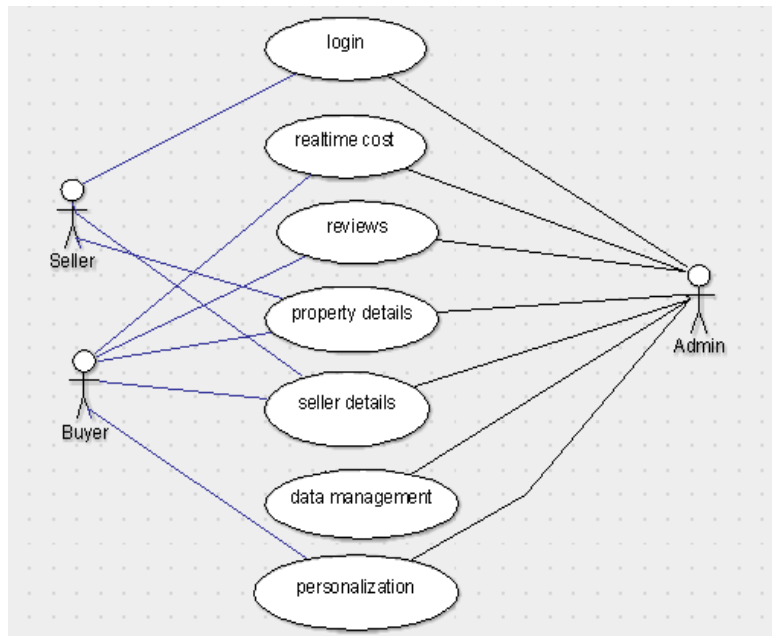 login
realtime cost
reviews
Seller
property details
Admin
seller details
Buyer
data management
personalization